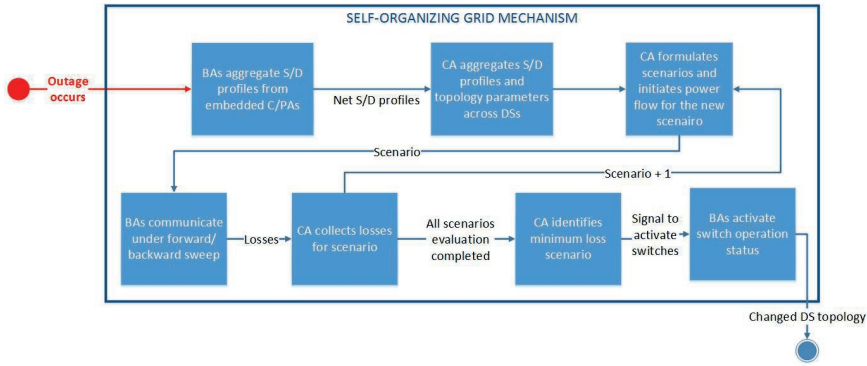 SELF-ORGANIZING GRID MECHANISM
Outage
occurs
BAs aggregate S/D
profiles from
embedded C/PAs
Net S/D profiles
CA aggregates S/D
profiles and
topology parameters
across DSs
CA formulates
scenarios and
initiates power
flow for the new
scenairo
Scenario
Scenario + 1
BAs communicate
under forward/
backward sweep
Losses
CA collects losses
for scenario
All scenarios
evaluation
completed
CA identifies
minimum loss
scenario
Signal to
activate
switches
BAs activate
switch operation
status
Changed DS topology